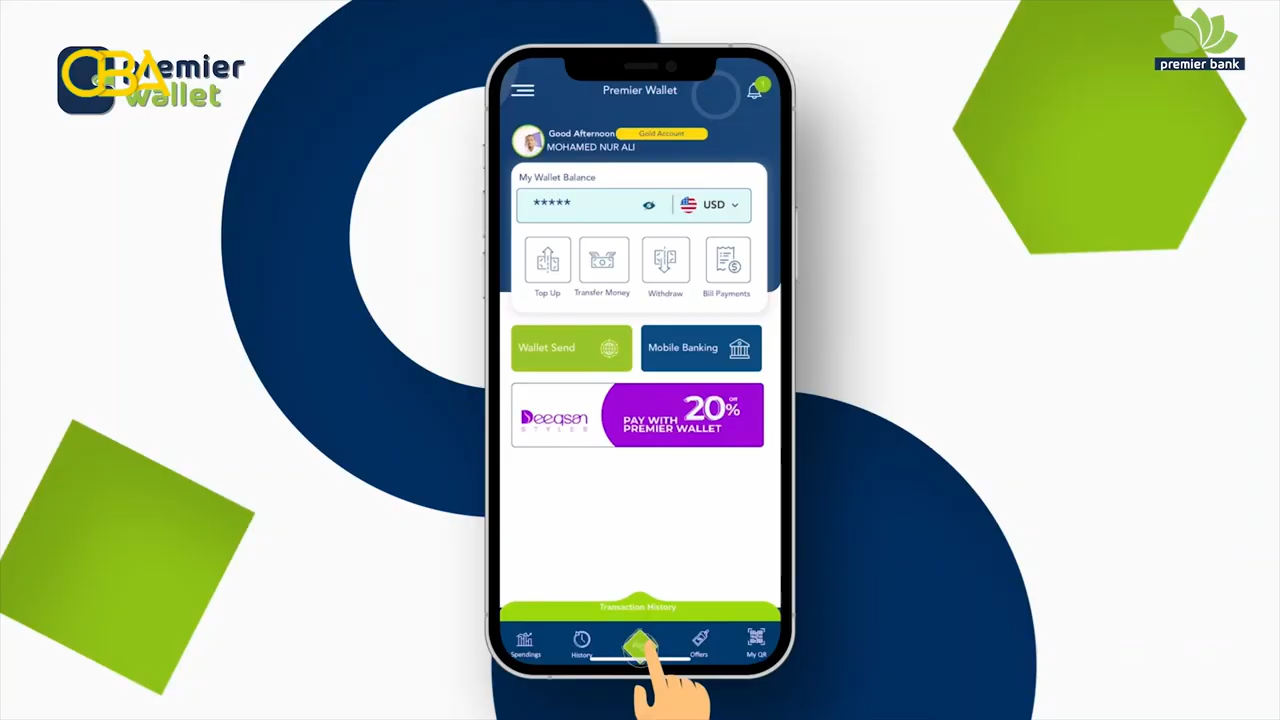 CBA
premier
wallet
premier bank
Premier Wallet
1
Good Afternoon
Gold Account
MOHAMED NUR ALI
My Wallet Balance
*****
USD
Top Up
Transfer Money
Withdraw
Bill Payments
Wallet Send
Mobile Banking
Deeqsan
STYLES
20% Off
PAY WITH
PREMIER WALLET
Transaction History
Spendings
History
Offers
My QR